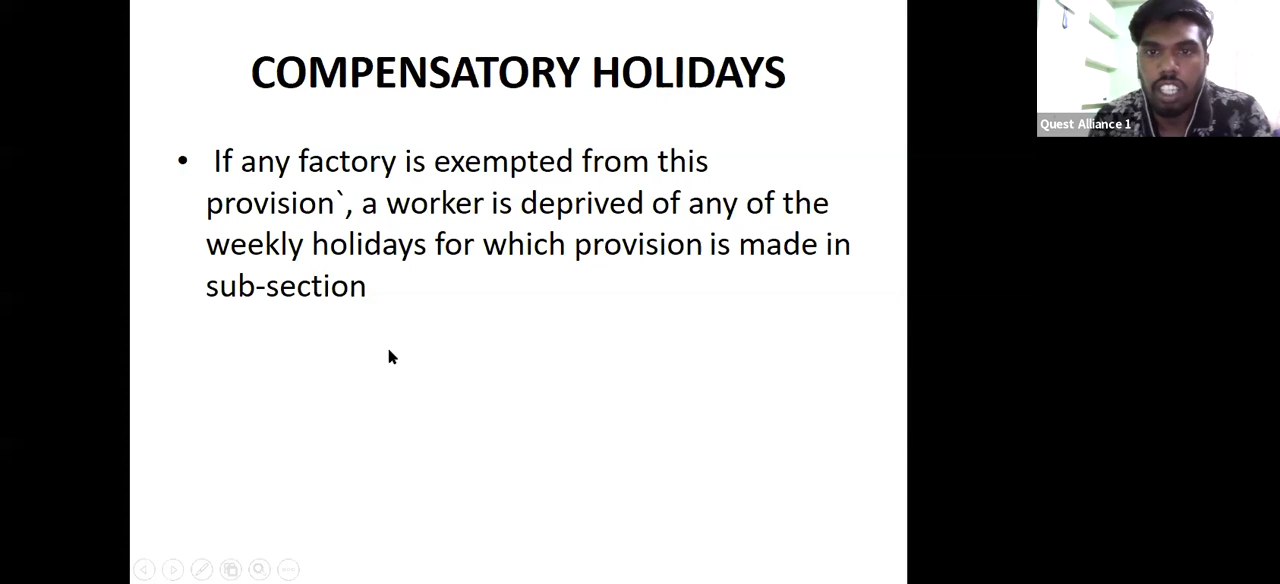 COMPENSATORY HOLIDAYS
• If any factory is exempted from this
provision`, a worker is deprived of any of the
weekly holidays for which provision is made in
sub-section
Quest Alliance 1